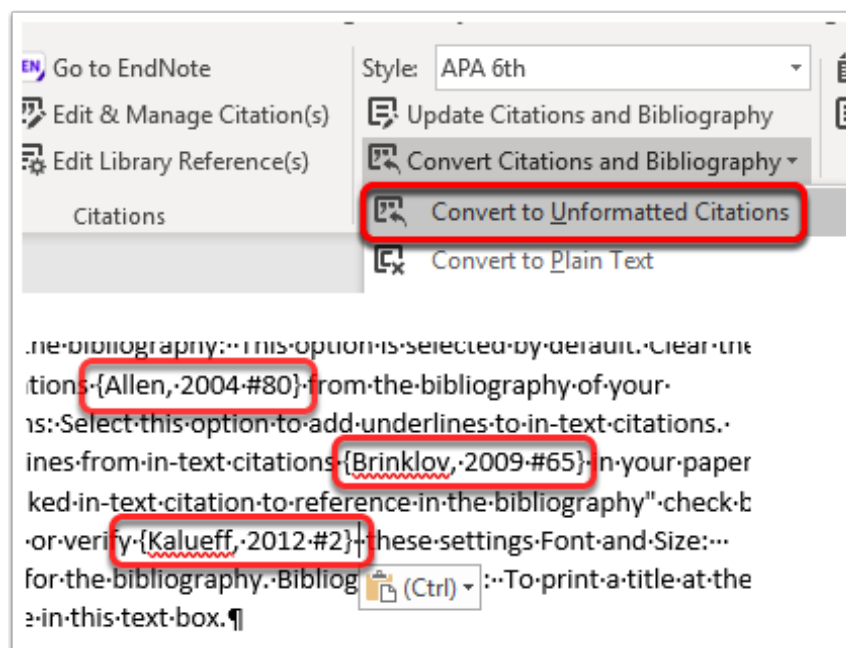 EN Go to EndNote
Style: APA 6th
Edit & Manage Citation(s)
Update Citations and Bibliography
Edit Library Reference(s)
Convert Citations and Bibliography
Citations
Convert to Unformatted Citations
Convert to Plain Text
the·bibliography:··This·option·is·selected·by·default.·Clear·the
tions·{Allen,·2004·#80}·from·the·bibliography·of·your·
ns:·Select·this·option·to·add·underlines·to·in-text·citations.·
ines·from·in-text·citations·{Brinklov,·2009·#65}·in·your·paper
ked·in-text·citation·to·reference·in·the·bibliography"·check·b
·or·verify·{Kalueff,·2012·#2}·these·settings·Font·and·Size:···
for·the·bibliography.·Bibliog (Ctrl) :··To·print·a·title·at·the
e·in·this·text·box.¶